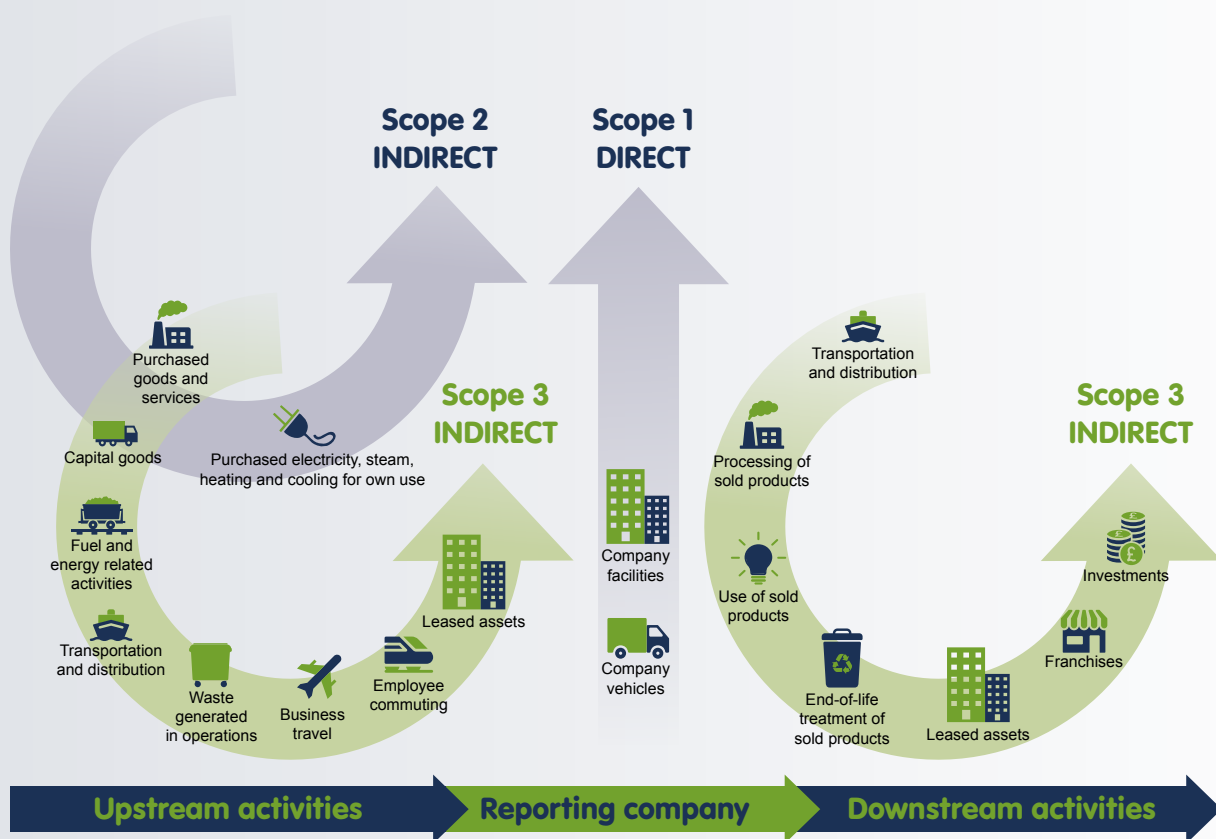 Scope 2
INDIRECT
Scope 1
DIRECT
Purchased
goods and
services
Capital goods
Purchased electricity, steam,
heating and cooling for own use
Fuel and
energy related
activities
Transportation
and distribution
Waste
generated
in operations
Business
travel
Employee
commuting
Leased assets
Scope 3
INDIRECT
Company
facilities
Company
vehicles
Transportation
and distribution
Processing of
sold products
Use of sold
products
End-of-life
treatment of
sold products
Leased assets
Franchises
££
£
Investments
Scope 3
INDIRECT
Upstream activities
Reporting company
Downstream activities